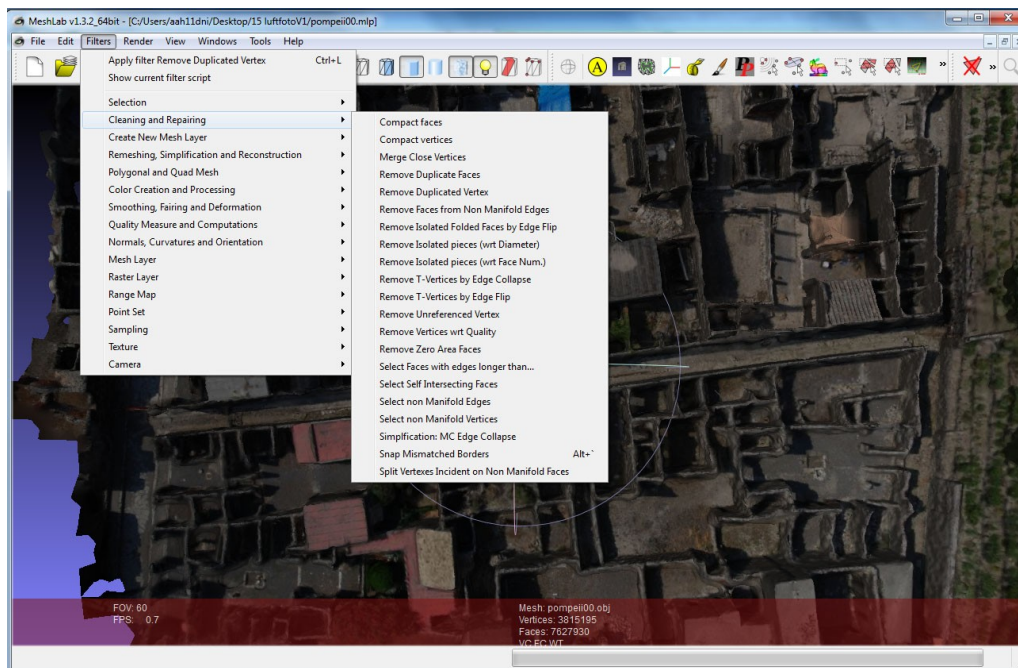 MeshLab v1.3.2_64bit - [C:/Users/aah11dni/Desktop/15 luftfotoV1/pompeii00.mlp]
File Edit Filters Render View Windows Tools Help
Apply filter Remove Duplicated Vertex Ctrl+L
Show current filter script
Selection
Cleaning and Repairing
Create New Mesh Layer
Remeshing, Simplification and Reconstruction
Polygonal and Quad Mesh
Color Creation and Processing
Smoothing, Fairing and Deformation
Quality Measure and Computations
Normals, Curvatures and Orientation
Mesh Layer
Raster Layer
Range Map
Point Set
Sampling
Texture
Camera
Compact faces
Compact vertices
Merge Close Vertices
Remove Duplicate Faces
Remove Duplicated Vertex
Remove Faces from Non Manifold Edges
Remove Isolated Folded Faces by Edge Flip
Remove Isolated pieces (wrt Diameter)
Remove Isolated pieces (wrt Face Num.)
Remove T-Vertices by Edge Collapse
Remove T-Vertices by Edge Flip
Remove Unreferenced Vertex
Remove Vertices wrt Quality
Remove Zero Area Faces
Select Faces with edges longer than...
Select Self Intersecting Faces
Select non Manifold Edges
Select non Manifold Vertices
Simplfication: MC Edge Collapse
Snap Mismatched Borders Alt+`
Split Vertexes Incident on Non Manifold Faces
FOV: 60
FPS: 0.7
Mesh: pompeii00.obj
Vertices: 3815195
Faces: 7627930
VC FC WT